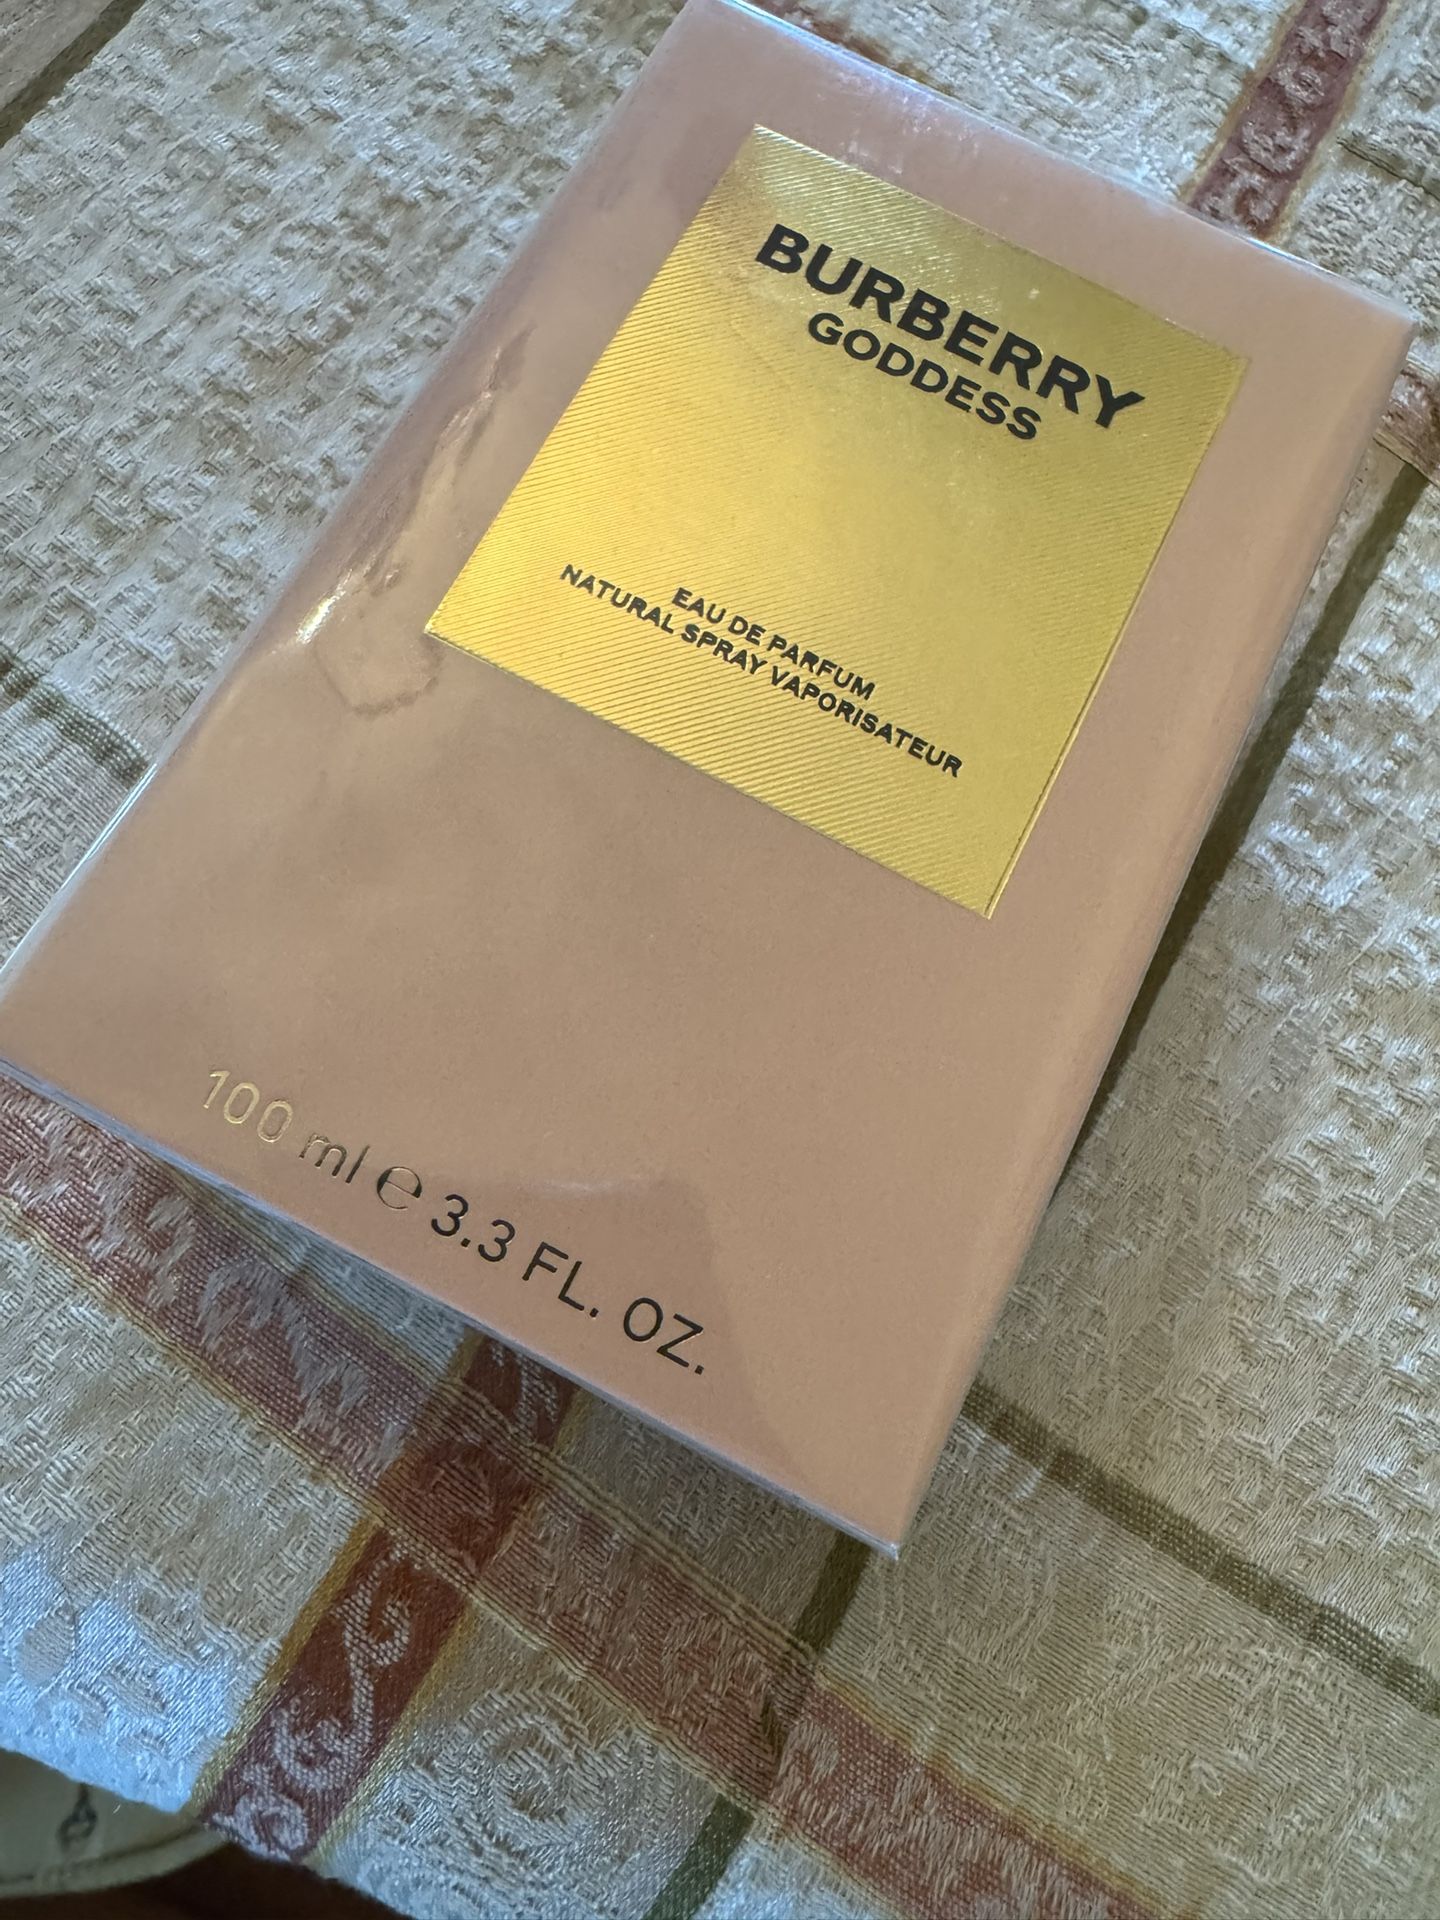 BURBERRY
GODDESS
EAU DE PARFUM
NATURAL SPRAY VAPORISATEUR
100 ml ℮ 3.3 FL. OZ.